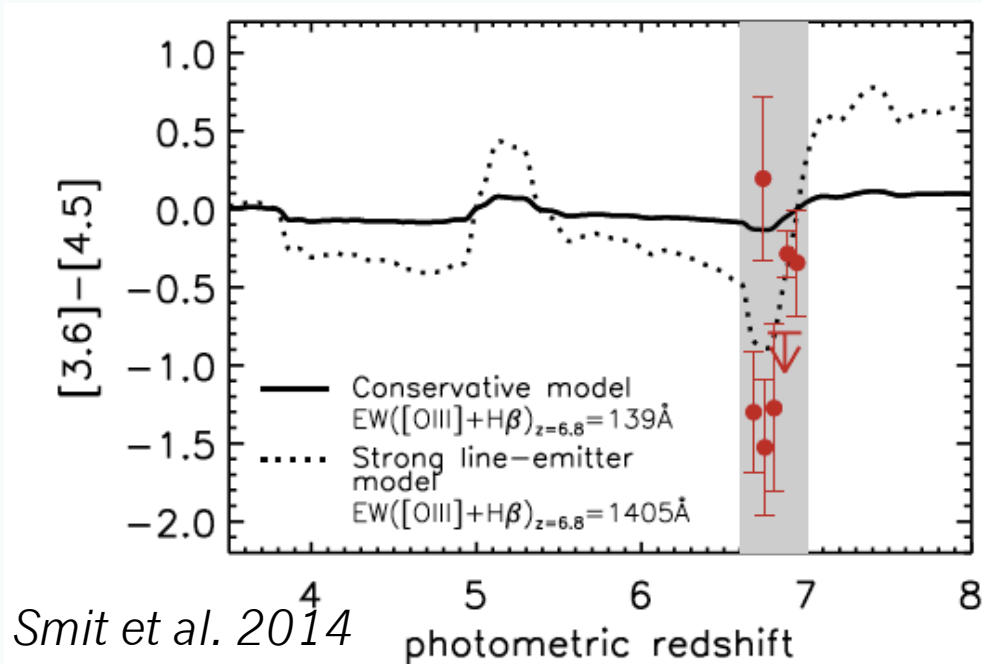 1.0
0.5
0.0
−0.5
−1.0
−1.5
−2.0
[3.6]−[4.5]
Conservative model
EW([OIII]+Hβ)z=6.8=139Å
Strong line−emitter
model
EW([OIII]+Hβ)z=6.8=1405Å
4 5 6 7 8
Smit et al. 2014
photometric redshift